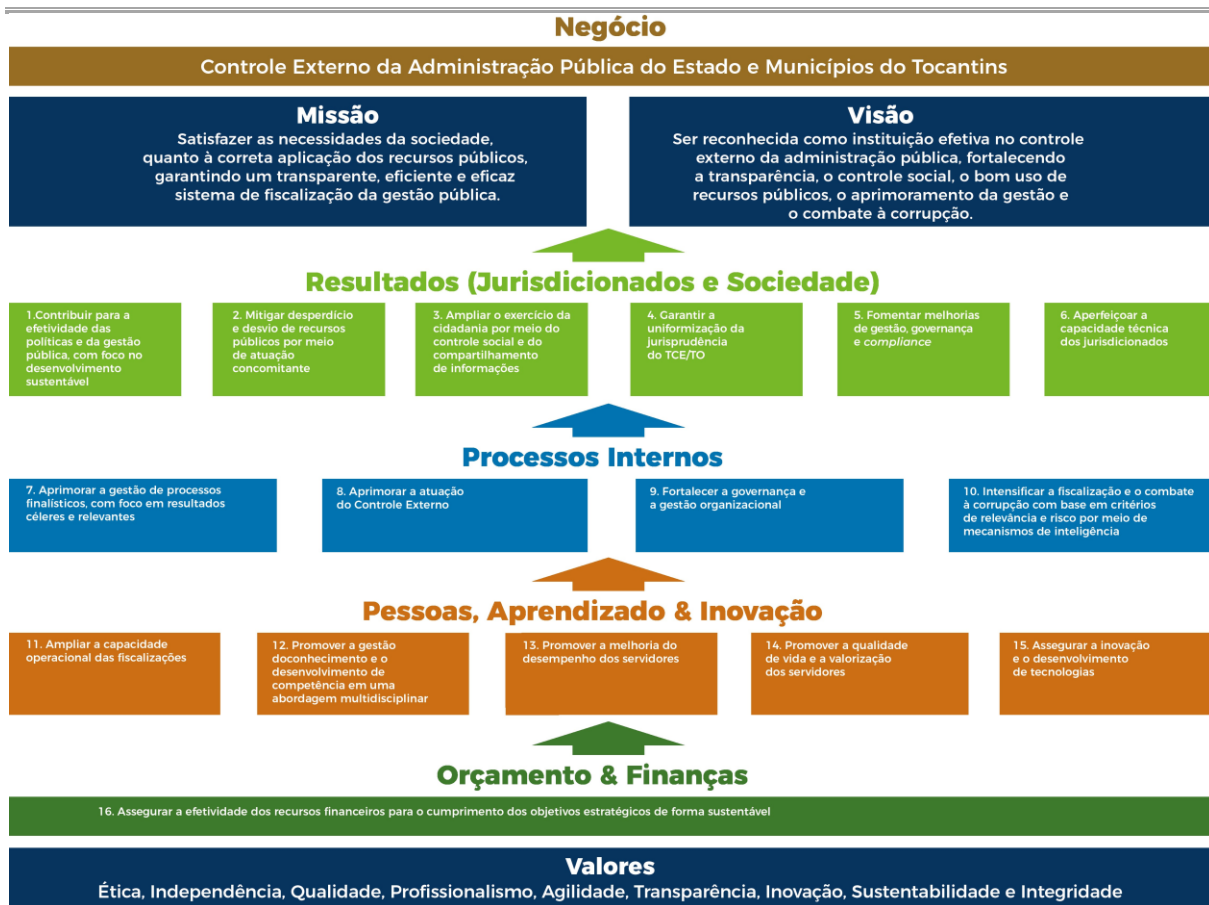 Negócio
Controle Externo da Administração Pública do Estado e Municípios do Tocantins
Missão
Satisfazer as necessidades da sociedade,
quanto à correta aplicação dos recursos públicos,
garantindo um transparente, eficiente e eficaz
sistema de fiscalização da gestão pública.
Visão
Ser reconhecida como instituição efetiva no controle
externo da administração pública, fortalecendo
a transparência, o controle social, o bom uso de
recursos públicos, o aprimoramento da gestão e
o combate à corrupção.
Resultados (Jurisdicionados e Sociedade)
1.Contribuir para a
efetividade das
políticas e da gestão
pública, com foco no
desenvolvimento
sustentável
2. Mitigar desperdício
e desvio de recursos
públicos por meio
de atuação
concomitante
3. Ampliar o exercício da
cidadania por meio do
controle social e do
compartilhamento
de informações
4. Garantir a
uniformização da
jurisprudência
do TCE/TO
5. Fomentar melhorias
de gestão, governança
e compliance
6. Aperfeiçoar a
capacidade técnica
dos jurisdicionados
Processos Internos
7. Aprimorar a gestão de processos
finalísticos, com foco em resultados
céleres e relevantes
8. Aprimorar a atuação
do Controle Externo
9. Fortalecer a governança e
a gestão organizacional
10. Intensificar a fiscalização e o combate
à corrupção com base em critérios
de relevância e risco por meio de
mecanismos de inteligência
Pessoas, Aprendizado & Inovação
11. Ampliar a capacidade
operacional das fiscalizações
12. Promover a gestão
doconhecimento e o
desenvolvimento de
competência em uma
abordagem multidisciplinar
13. Promover a melhoria do
desempenho dos servidores
14. Promover a qualidade
de vida e a valorização
dos servidores
15. Assegurar a inovação
e o desenvolvimento
de tecnologias
Orçamento & Finanças
16. Assegurar a efetividade dos recursos financeiros para o cumprimento dos objetivos estratégicos de forma sustentável
Valores
Ética, Independência, Qualidade, Profissionalismo, Agilidade, Transparência, Inovação, Sustentabilidade e Integridade